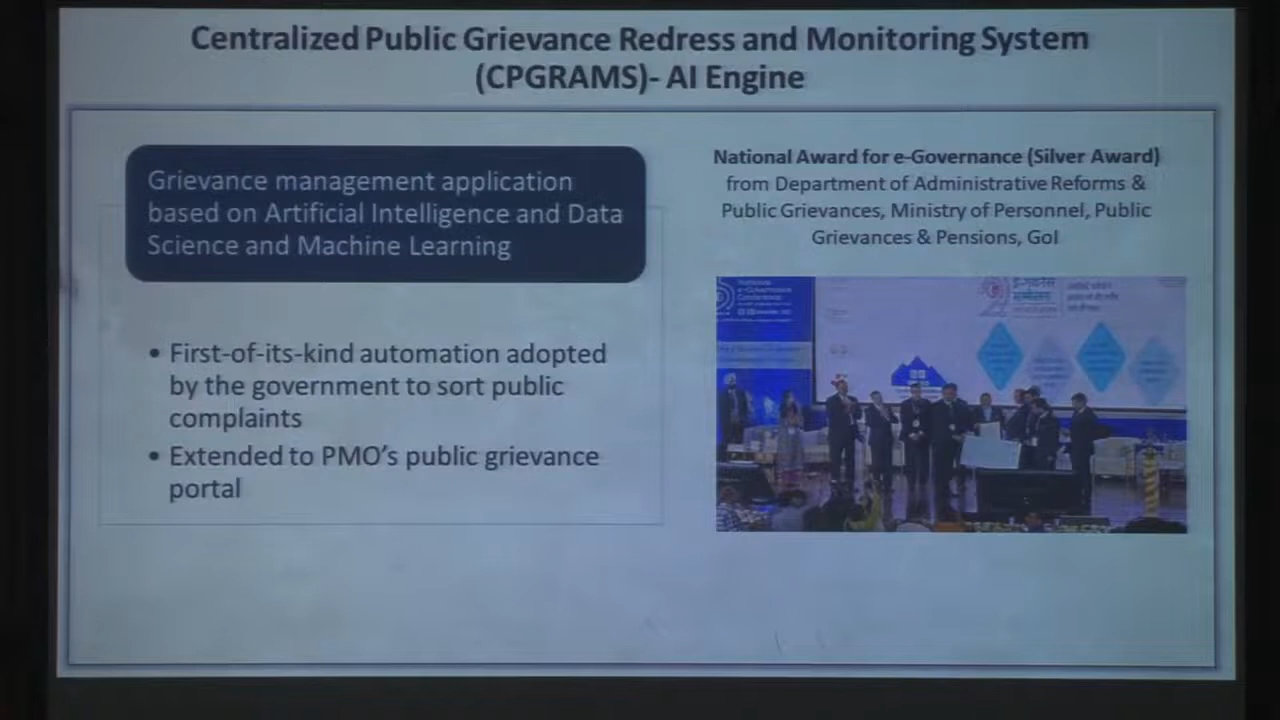 Centralized Public Grievance Redress and Monitoring System
(CPGRAMS)- AI Engine
Grievance management application
based on Artificial Intelligence and Data
Science and Machine Learning
• First-of-its-kind automation adopted
by the government to sort public
complaints
• Extended to PMO's public grievance
portal
National Award for e-Governance (Silver Award)
from Department of Administrative Reforms &
Public Grievances, Ministry of Personnel, Public
Grievances & Pensions, GoI
National
e-Governance
Conference